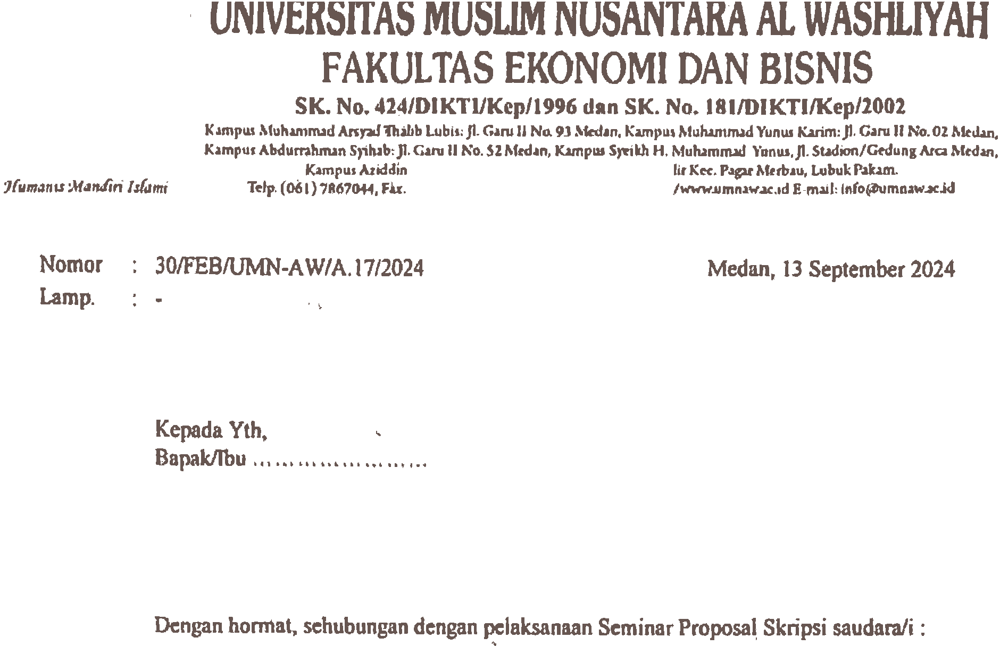 UNIVERSITAS MUSLIM NUSANTARA AL WASHLIYAH
FAKULTAS EKONOMI DAN BISNIS
SK. No. 424/DIKTI/Kep/1996 dan SK. No. 181/DIKTI/Kep/2002
Kampus Muhammad Arsyad Thalib Lubis: Jl. Garu II No. 93 Medan, Kampus Muhammad Yunus Karim: Jl. Garu II No. 02 Medan,
Kampus Abdurrahman Syihab: Jl. Garu II No. 52 Medan, Kampus Syeikh H. Muhammad Yunus, Jl. Stadion/Gedung Arca Medan,
Kampus Aziddin lir Kec. Pagar Merbau, Lubuk Pakam.
Humanis Mandiri Islami Telp. (061) 7867044, Fax. /www.umnaw.ac.id E-mail: info@umnaw.ac.id
Nomor : 30/FEB/UMN-AW/A.17/2024 Medan, 13 September 2024
Lamp. : -
Kepada Yth,
Bapak/Ibu ........................
Dengan hormat, sehubungan dengan pelaksanaan Seminar Proposal Skripsi saudara/i :